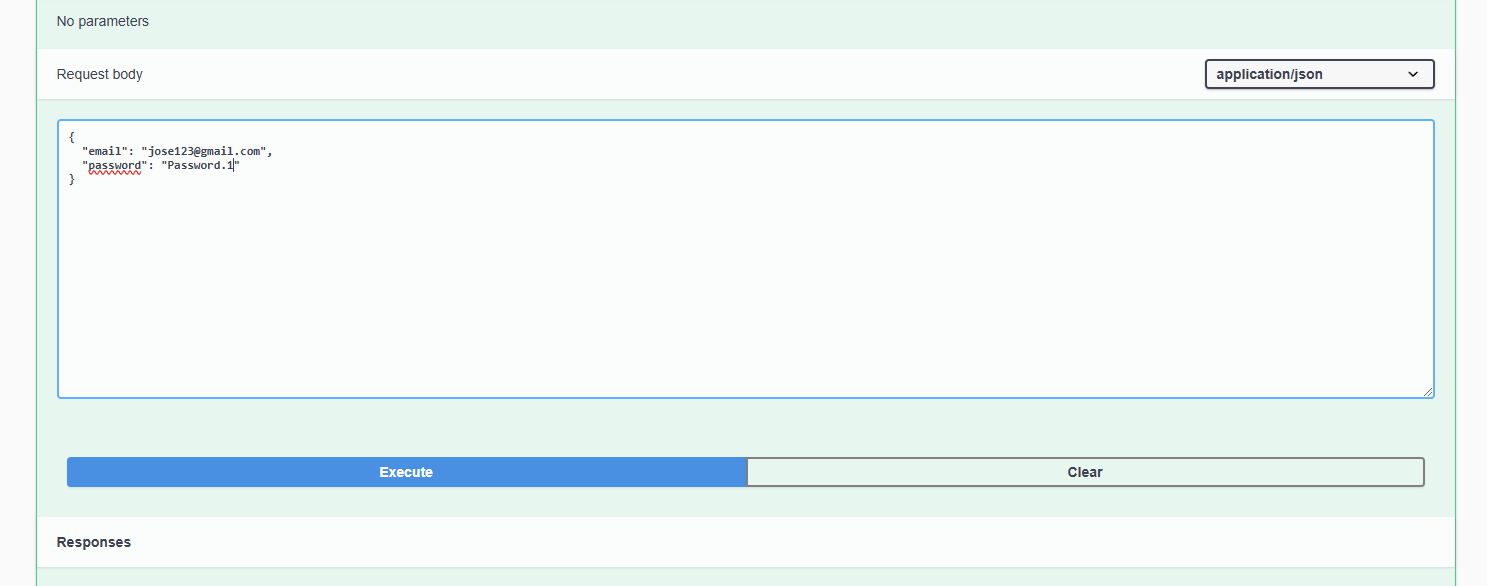 No parameters
Request body
application/json
{
  "email": "jose123@gmail.com",
  "password": "Password.1"
}
Execute
Clear
Responses